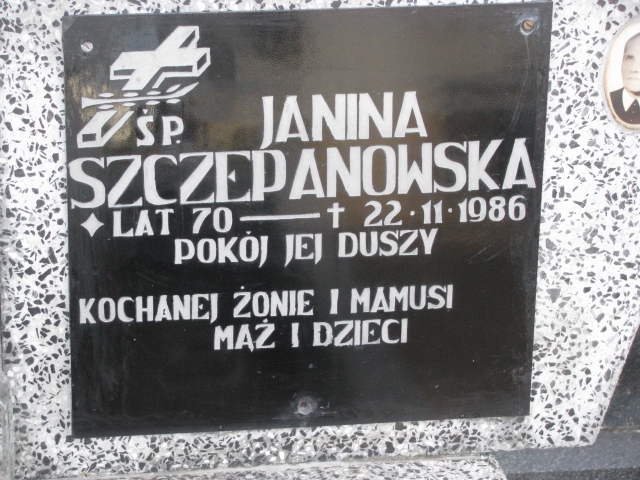 ŚP. JANINA
SZCZEPANOWSKA
✦ LAT 70 — † 22·11·1986
POKÓJ JEJ DUSZY
KOCHANEJ ŻONIE I MAMUSI
MĄŻ I DZIECI